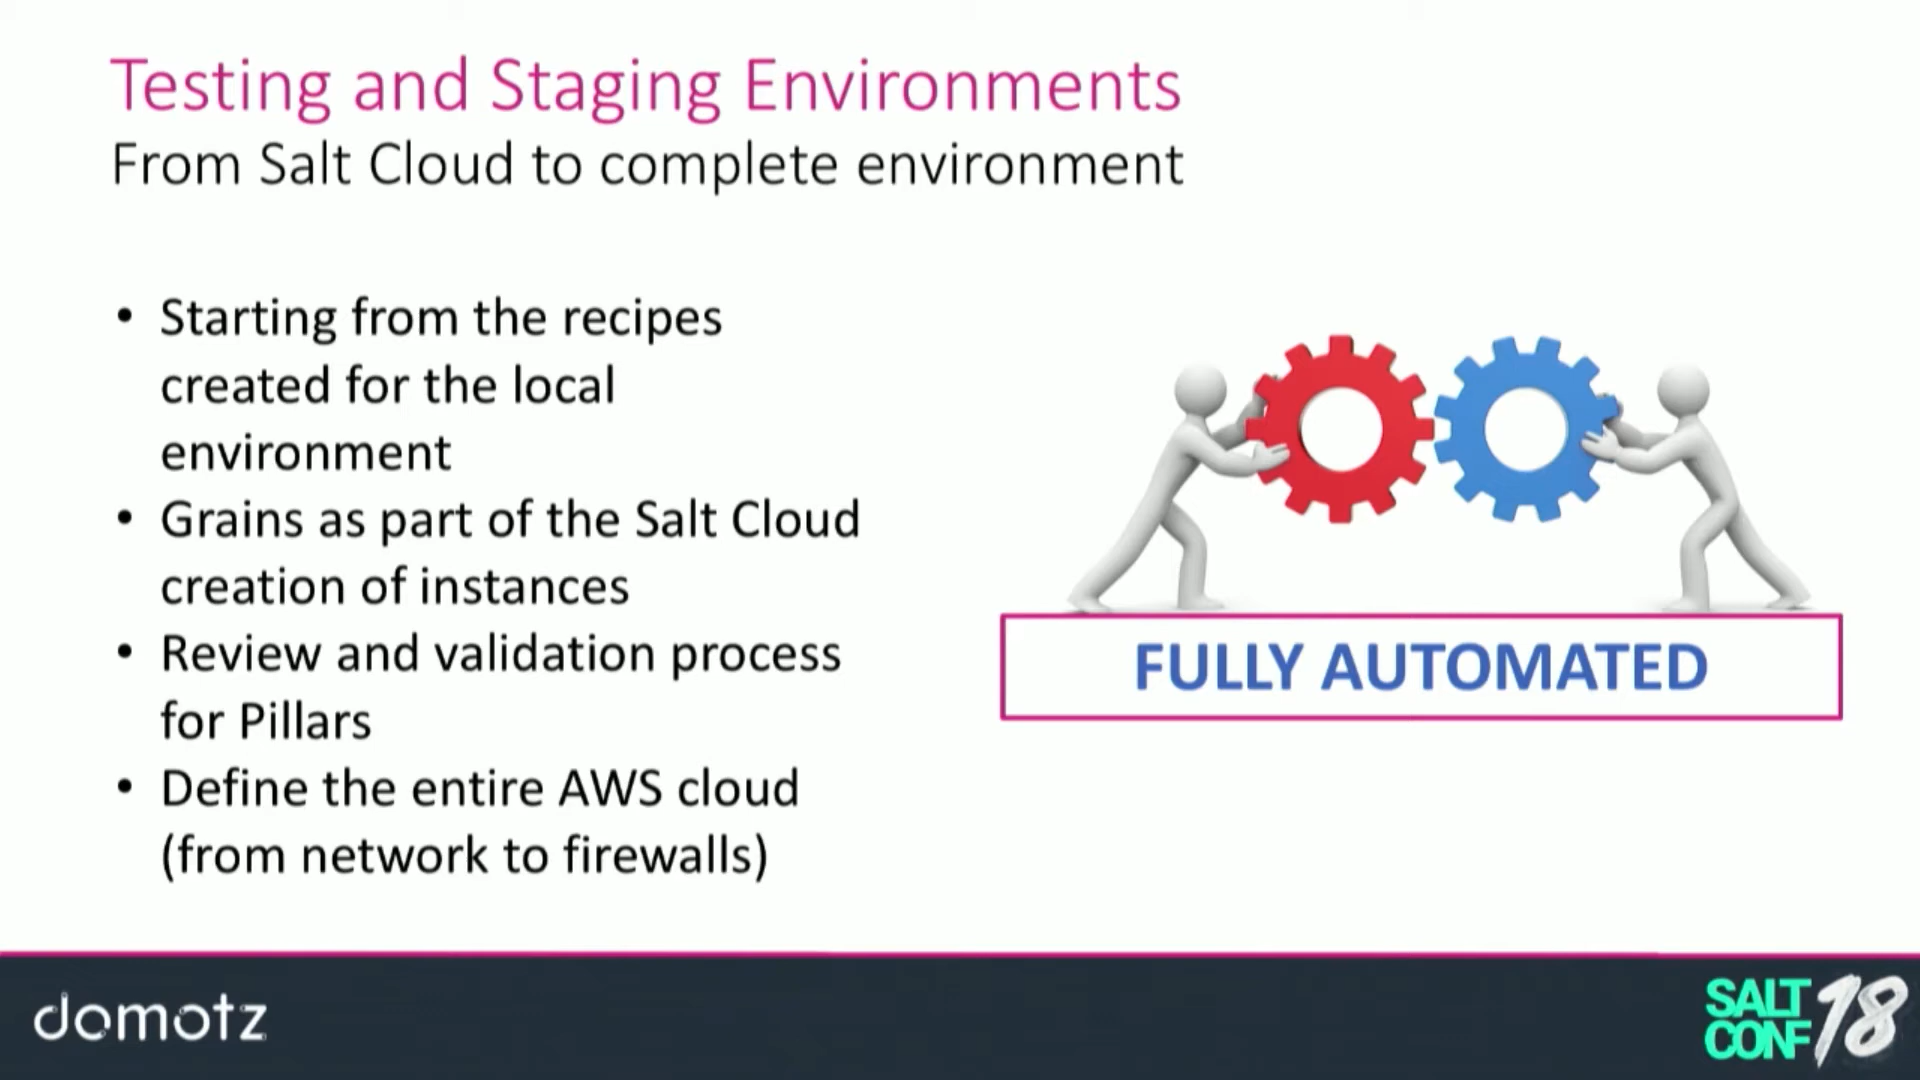 Testing and Staging Environments
From Salt Cloud to complete environment
• Starting from the recipes
created for the local
environment
• Grains as part of the Salt Cloud
creation of instances
• Review and validation process
for Pillars
• Define the entire AWS cloud
(from network to firewalls)
FULLY AUTOMATED
domotz
SALT
CONF
18